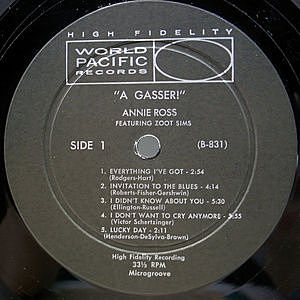 HIGH FIDELITY
WORLD
PACIFIC
RECORDS
"A GASSER!"
ANNIE ROSS
FEATURING ZOOT SIMS
SIDE 1 (B-831)
1. EVERYTHING I'VE GOT - 2:54
(Rodgers-Hart)
2. INVITATION TO THE BLUES - 4:14
(Roberts-Fisher-Gershwin)
3. I DIDN'T KNOW ABOUT YOU - 5:30
(Ellington-Russell)
4. I DON'T WANT TO CRY ANYMORE - 3:55
(Victor Schertzinger)
5. LUCKY DAY - 2:11
(Henderson-DeSylva-Brown)
High Fidelity Recording
33⅓ RPM
Microgroove